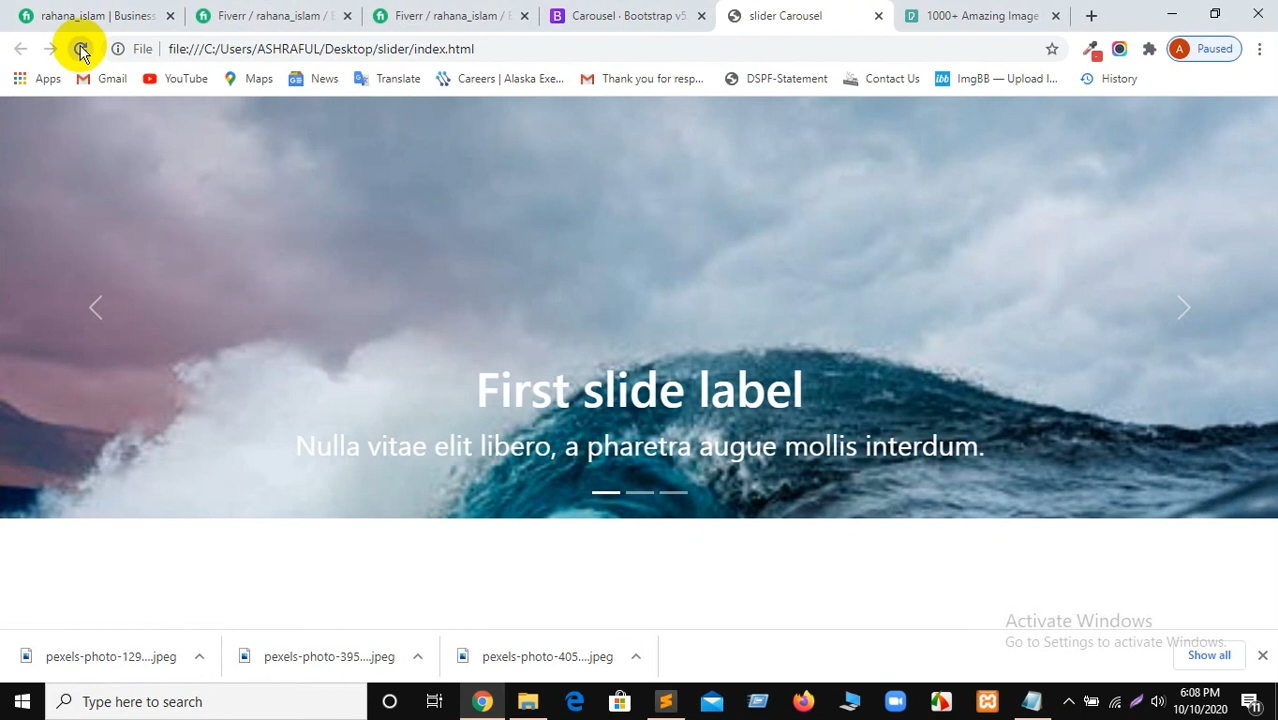 rahana_islam | Business
Fiverr / rahana_islam / E
Fiverr / rahana_islam / E
Carousel · Bootstrap v5.
slider Carousel
1000+ Amazing Image
File
file:///C:/Users/ASHRAFUL/Desktop/slider/index.html
A
Paused
Apps
Gmail
YouTube
Maps
News
Translate
Careers | Alaska Exe...
Thank you for resp...
DSPF-Statement
Contact Us
ibb
ImgBB — Upload I...
History
First slide label
Nulla vitae elit libero, a pharetra augue mollis interdum.
Activate Windows
Go to Settings to activate Windows.
pexels-photo-129....jpeg
pexels-photo-395....jpeg
pexels-photo-405....jpeg
Show all
Type here to search
6:08 PM
10/10/2020
11